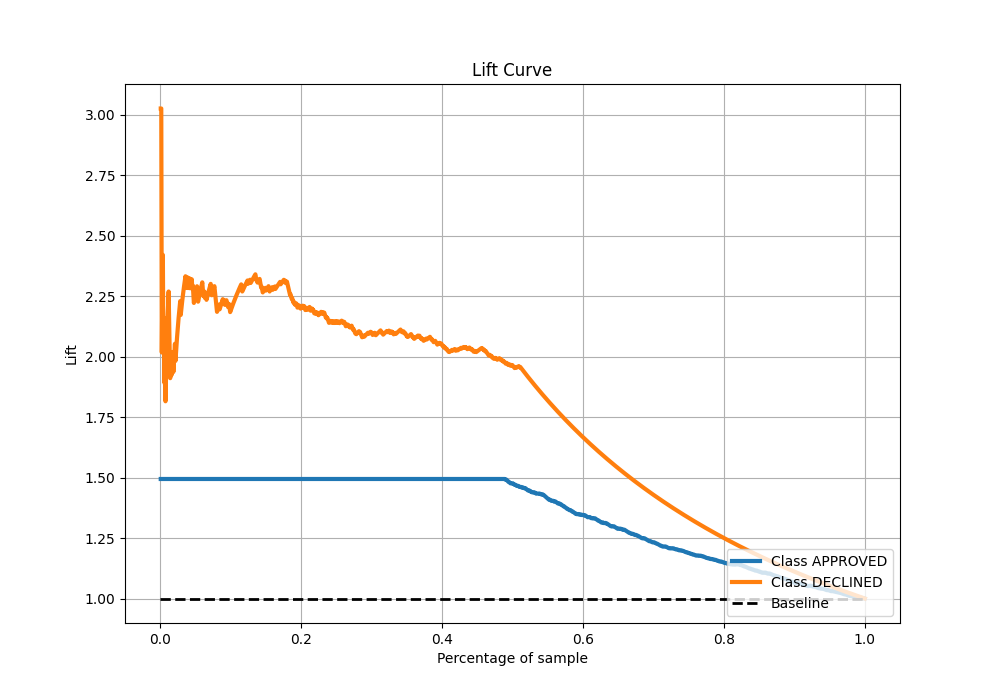 Lift Curve
3.00
2.75
2.50
2.25
2.00
1.75
1.50
1.25
1.00
Lift
Class APPROVED
Class DECLINED
Baseline
0.0 0.2 0.4 0.6 0.8 1.0
Percentage of sample